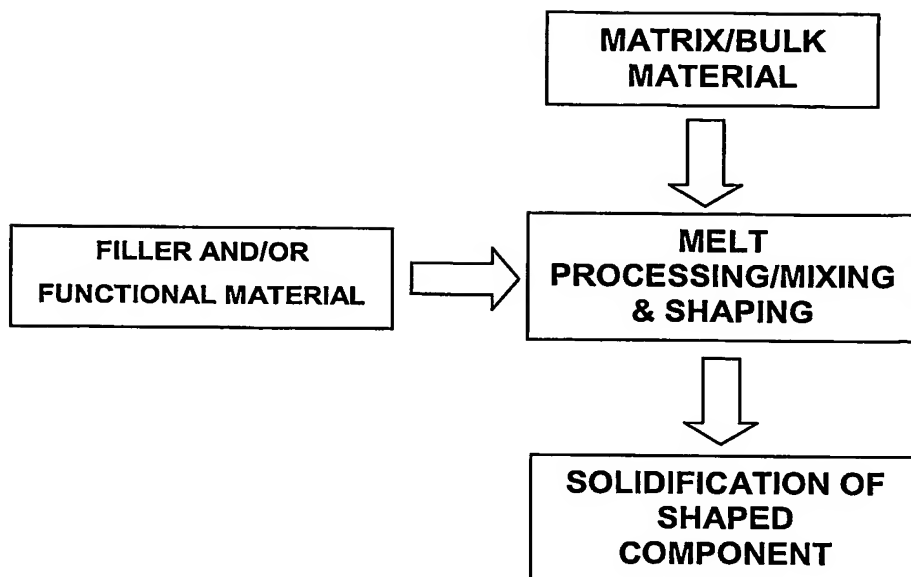 MATRIX/BULK
MATERIAL
FILLER AND/OR
FUNCTIONAL MATERIAL
MELT
PROCESSING/MIXING
& SHAPING
SOLIDIFICATION OF
SHAPED
COMPONENT